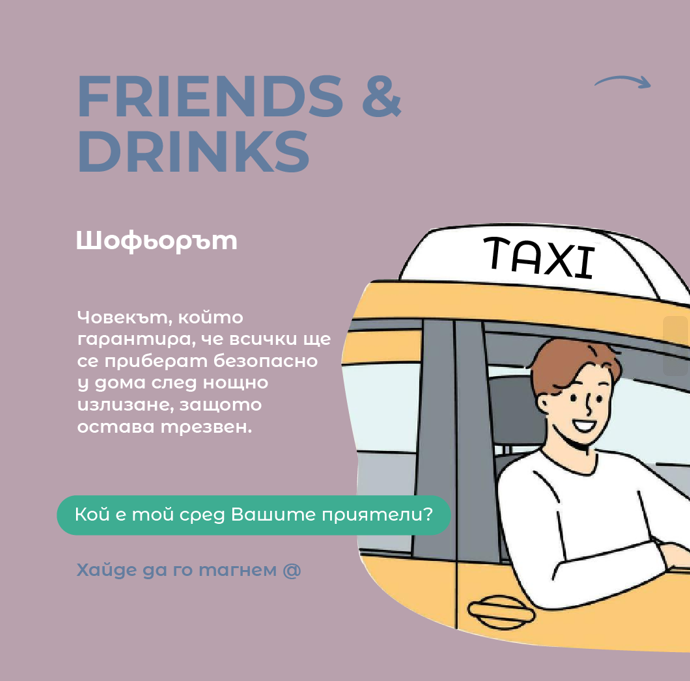 FRIENDS &
DRINKS
Шофьорът
TAXI
Човекът, който
гарантира, че всички ще
се приберат безопасно
у дома след нощно
излизане, защото
остава трезвен.
Кой е той сред Вашите приятели?
Хайде да го тагнем @